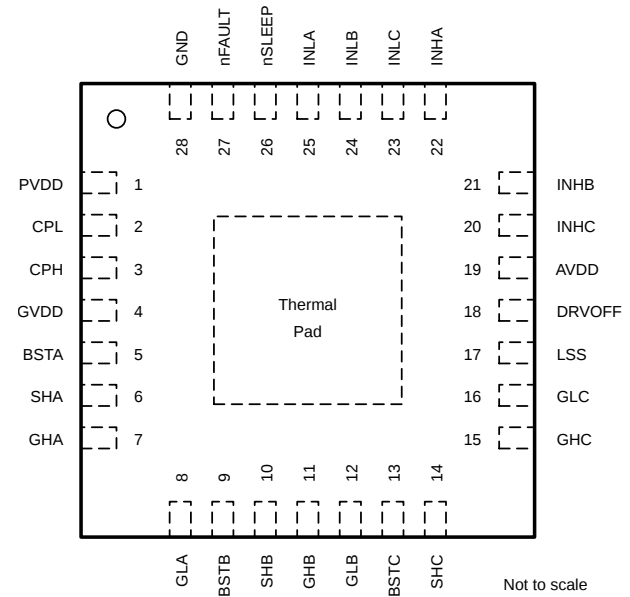 GND
nFAULT
nSLEEP
INLA
INLB
INLC
INHA
28
27
26
25
24
23
22
PVDD 1
CPL 2
CPH 3
GVDD 4
BSTA 5
SHA 6
GHA 7
21 INHB
20 INHC
19 AVDD
18 DRVOFF
17 LSS
16 GLC
15 GHC
Thermal
Pad
8
9
10
11
12
13
14
GLA
BSTB
SHB
GHB
GLB
BSTC
SHC
Not to scale